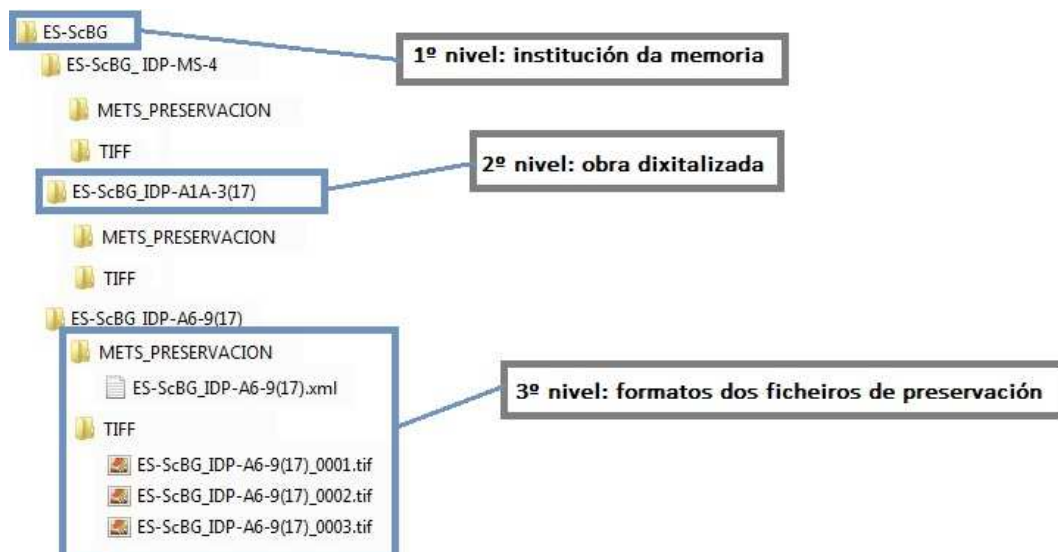 ES-ScBG
1º nivel: institución da memoria
ES-ScBG_ IDP-MS-4
METS_PRESERVACION
TIFF
2º nivel: obra dixitalizada
ES-ScBG_IDP-A1A-3(17)
METS_PRESERVACION
TIFF
ES-ScBG_IDP-A6-9(17)
METS_PRESERVACION
ES-ScBG_IDP-A6-9(17).xml
3º nivel: formatos dos ficheiros de preservación
TIFF
ES-ScBG_IDP-A6-9(17)_0001.tif
ES-ScBG_IDP-A6-9(17)_0002.tif
ES-ScBG_IDP-A6-9(17)_0003.tif